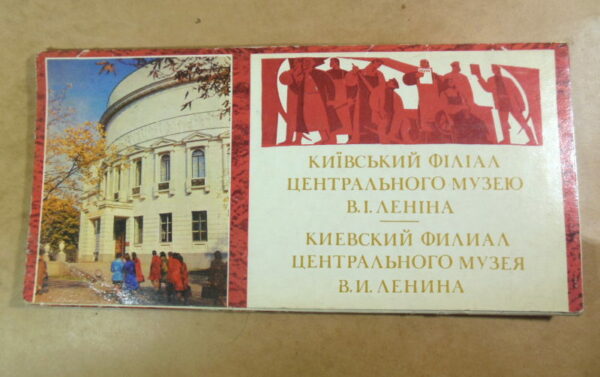 КИЇВСЬКИЙ ФІЛІАЛ
ЦЕНТРАЛЬНОГО МУЗЕЮ
В.І. ЛЕНІНА
КИЕВСКИЙ ФИЛИАЛ
ЦЕНТРАЛЬНОГО МУЗЕЯ
В.И. ЛЕНИНА